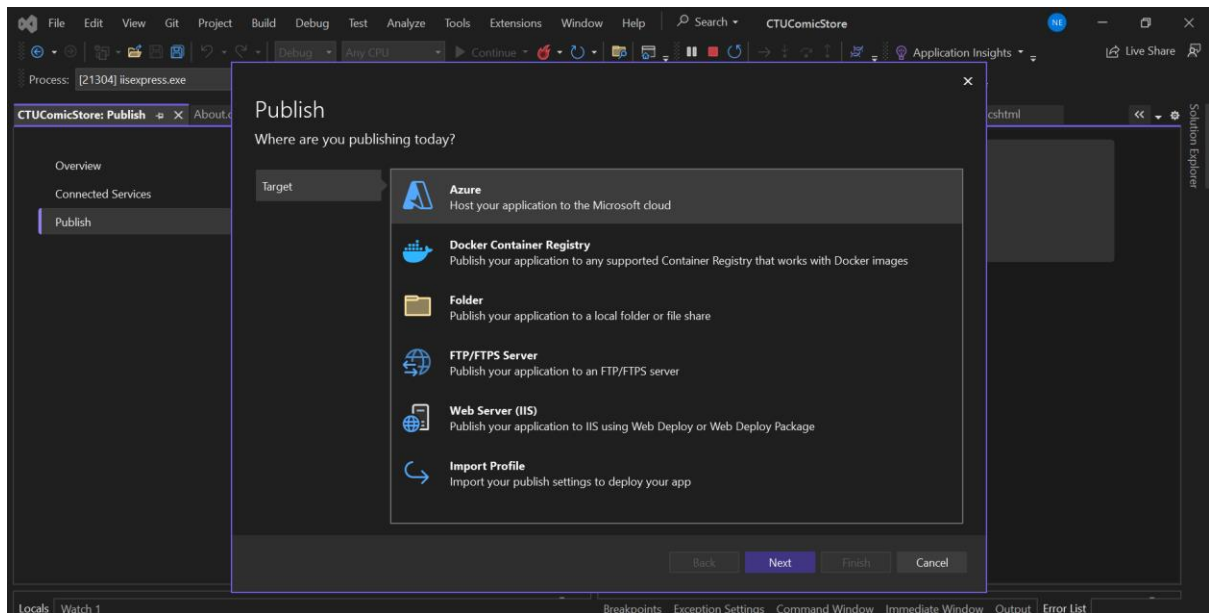 File Edit View Git Project Build Debug Test Analyze Tools Extensions Window Help Search CTUComicStore NE
Debug Any CPU Continue Application Insights Live Share
Process: [21304] iisexpress.exe
CTUComicStore: Publish About.c cshtml
Solution Explorer
Overview
Connected Services
Publish
Publish
Where are you publishing today?
Target
Azure
Host your application to the Microsoft cloud
Docker Container Registry
Publish your application to any supported Container Registry that works with Docker images
Folder
Publish your application to a local folder or file share
FTP/FTPS Server
Publish your application to an FTP/FTPS server
Web Server (IIS)
Publish your application to IIS using Web Deploy or Web Deploy Package
Import Profile
Import your publish settings to deploy your app
Back Next Finish Cancel
Locals Watch 1 Breakpoints Exception Settings Command Window Immediate Window Output Error List